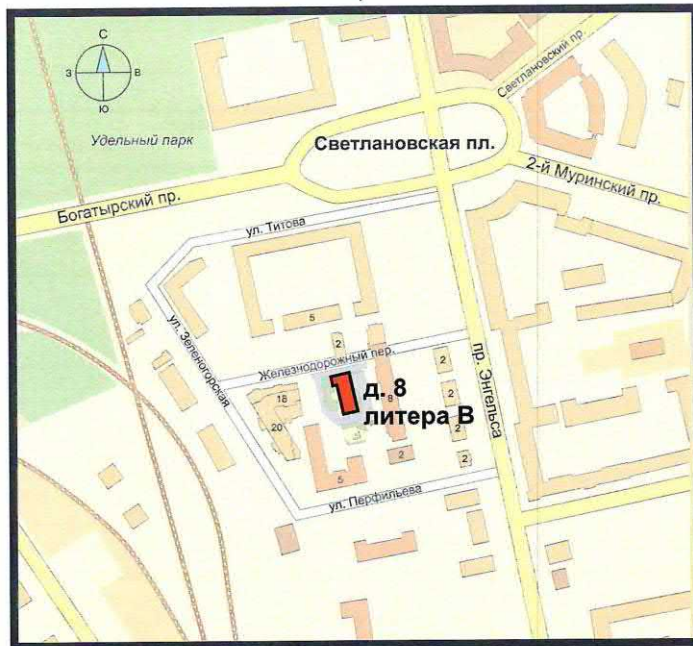 С
З
В
Ю
Удельный парк
Светлановский пр.
Светлановская пл.
2-й Муринский пр.
Богатырский пр.
ул. Титова
ул. Зеленогорская
5
2
Железнодорожный пер.
пр. Энгельса
2
18
д. 8
2
литера В
20
2
2
2
5
ул. Перфильева